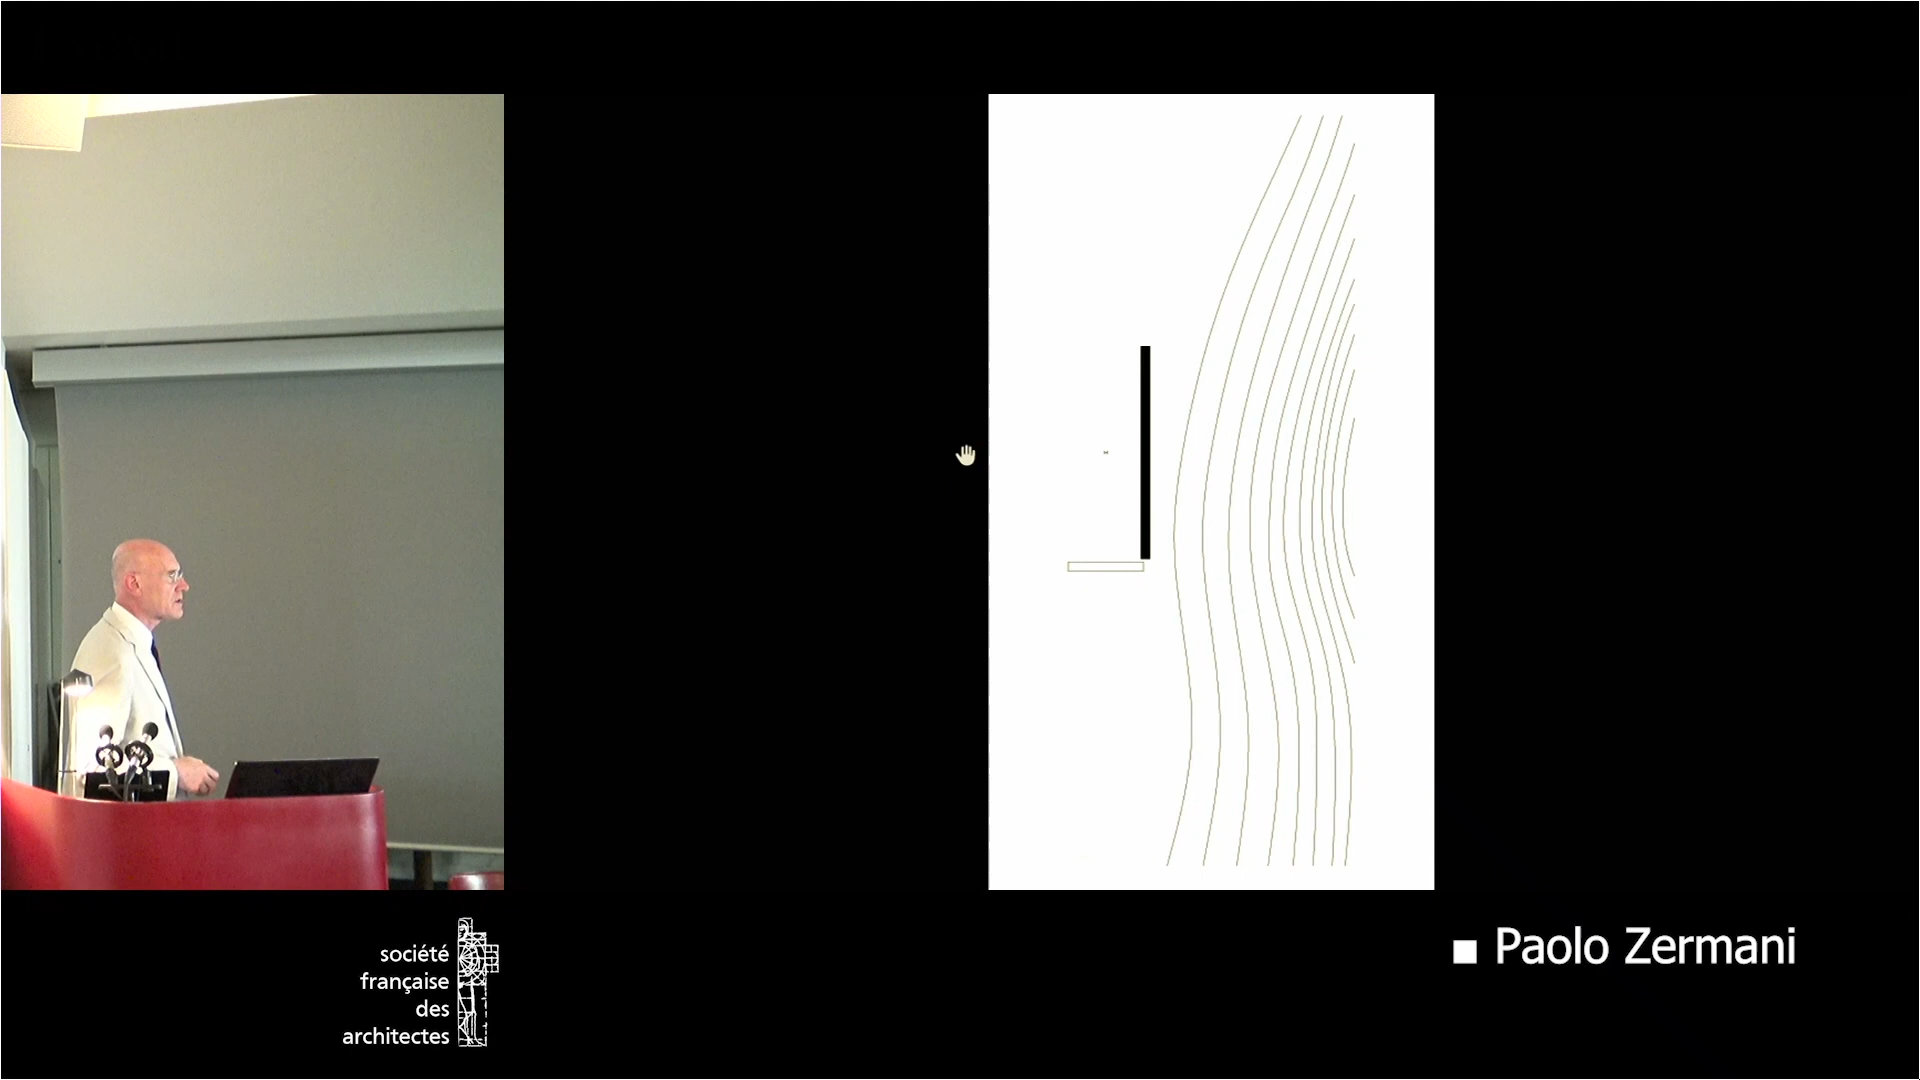 société
française
des
architectes
Paolo Zermani